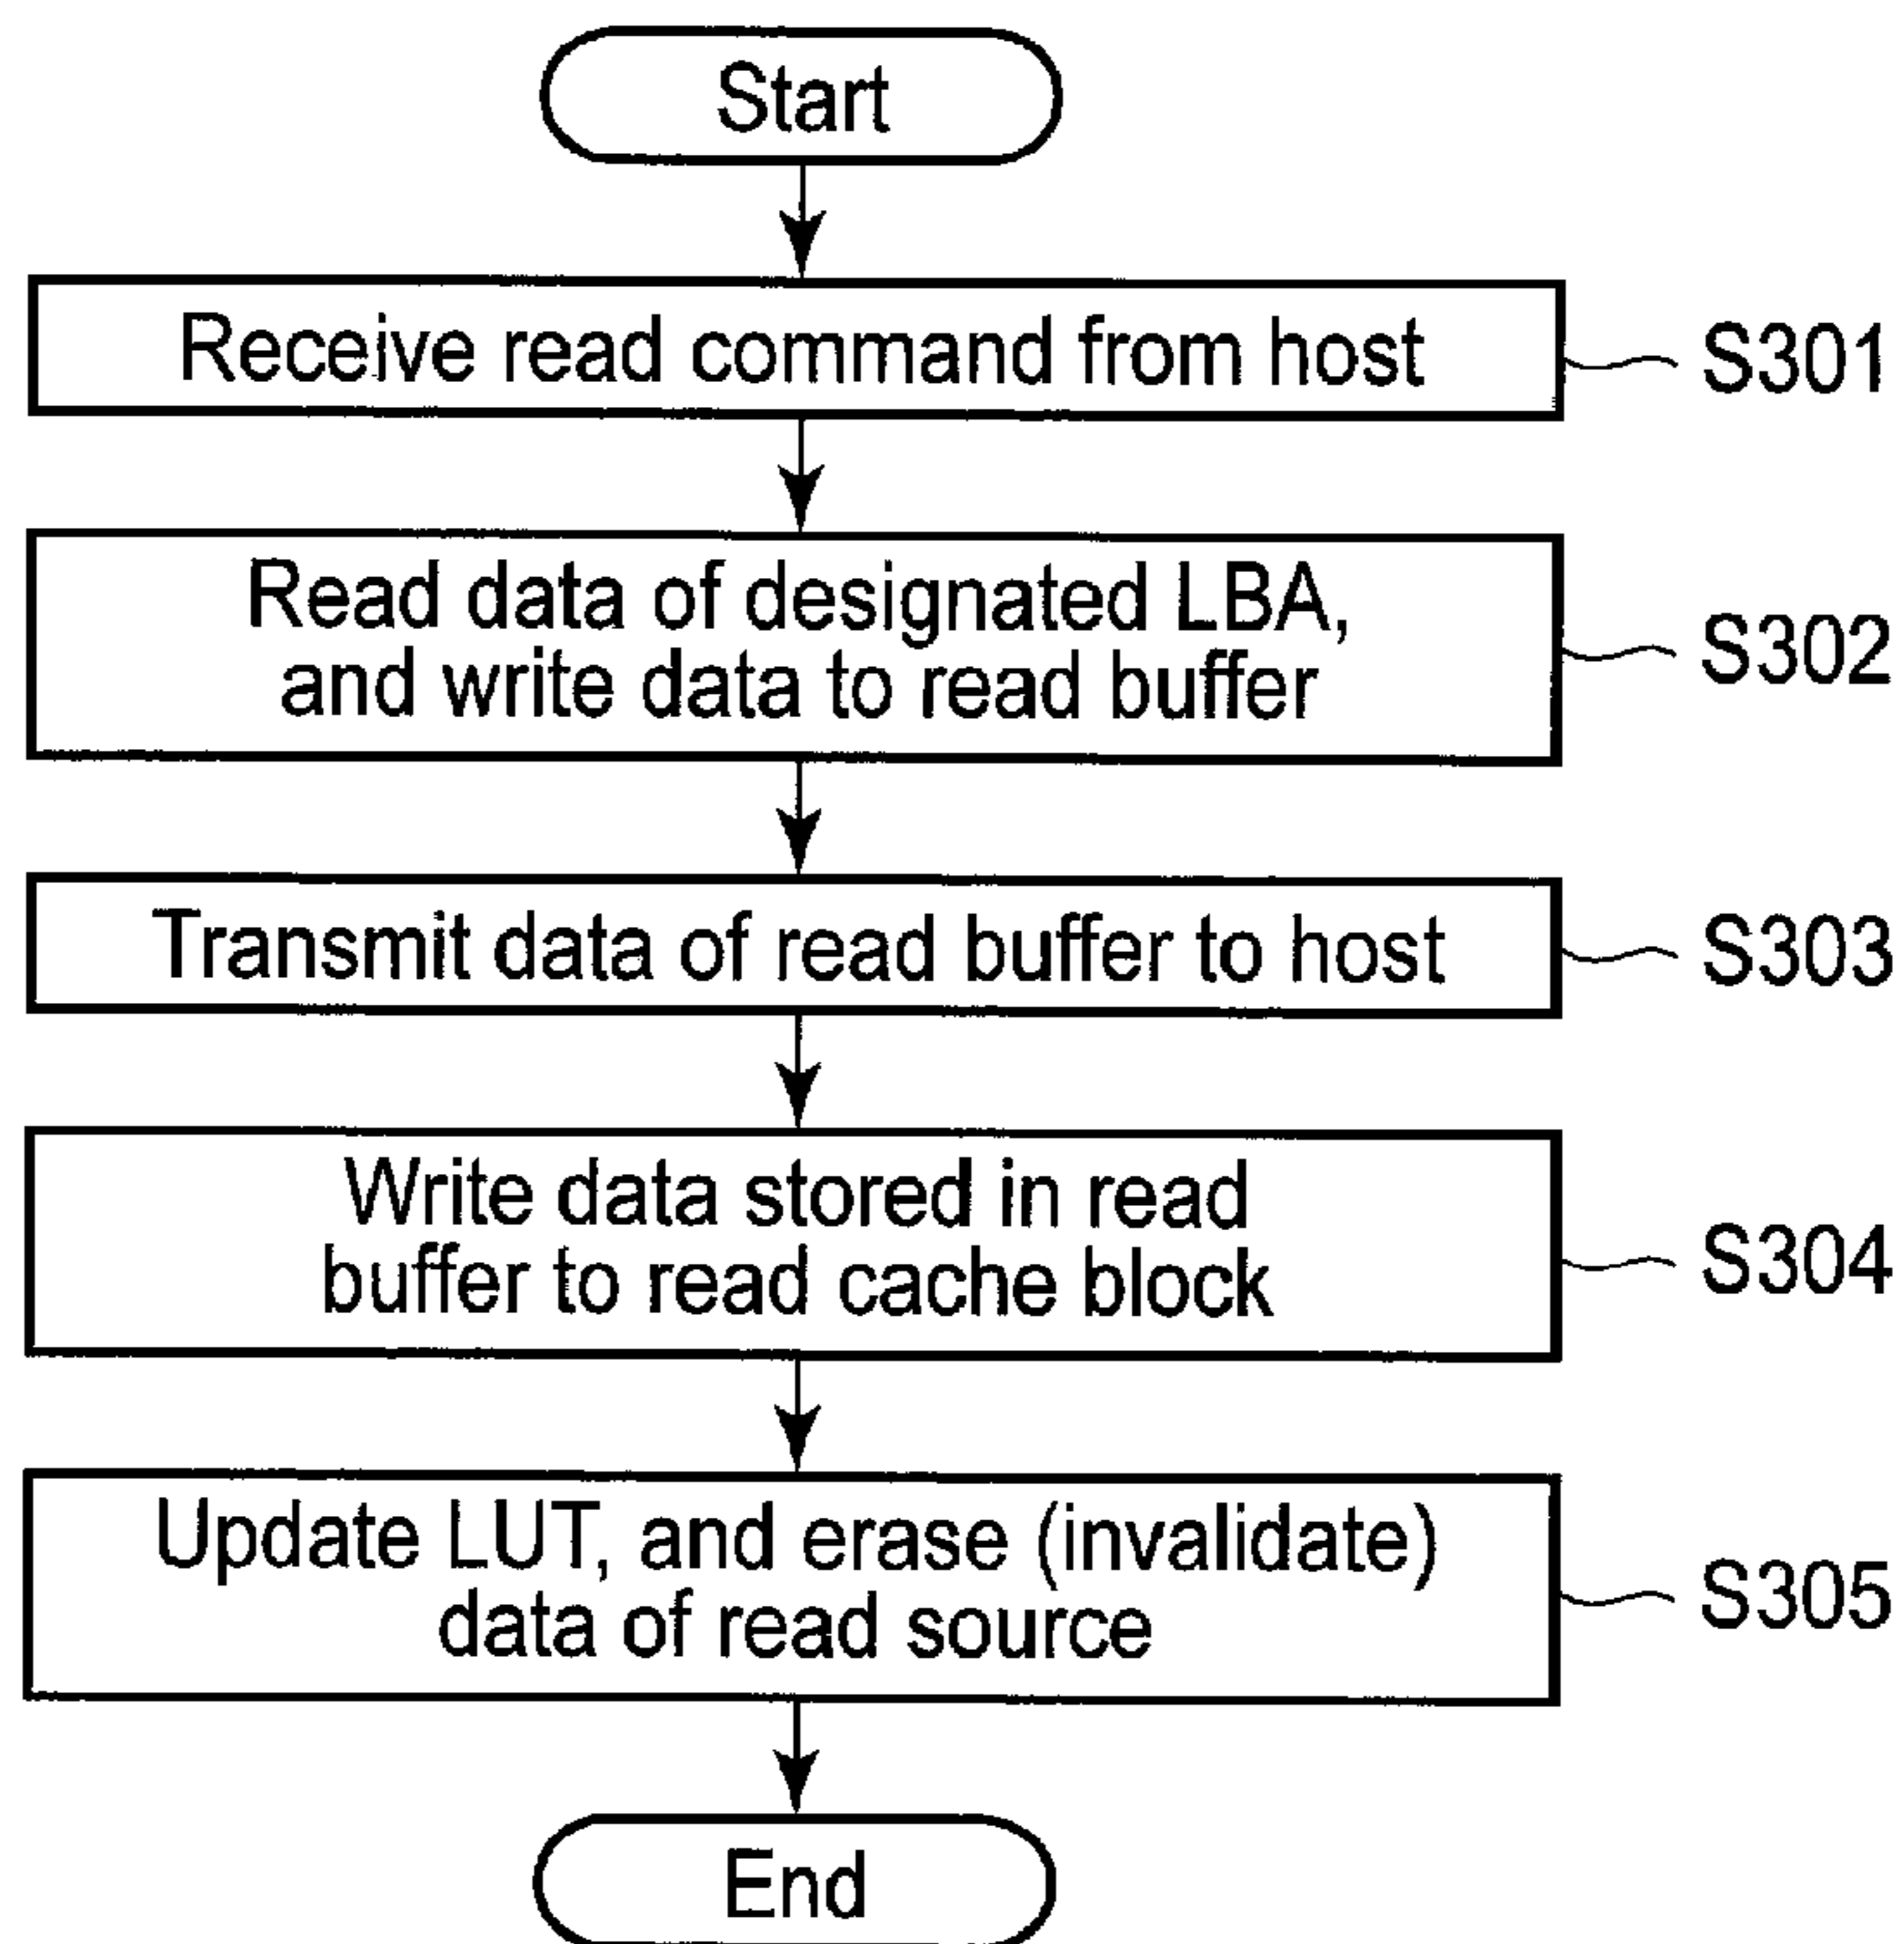 Start
Receive read command from host
S301
Read data of designated LBA,
and write data to read buffer
S302
Transmit data of read buffer to host
S303
Write data stored in read
buffer to read cache block
S304
Update LUT, and erase (invalidate)
data of read source
S305
End